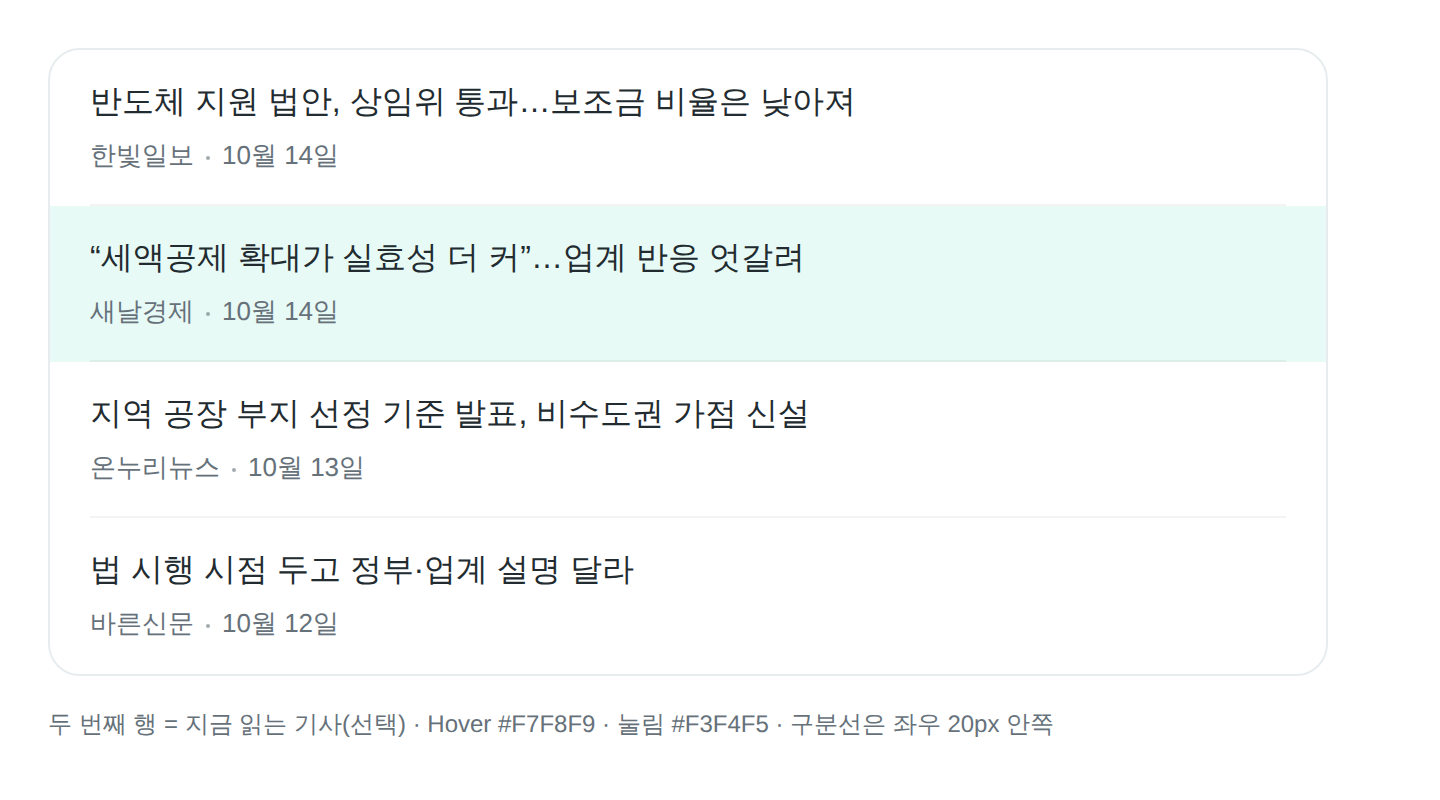 반도체 지원 법안, 상임위 통과…보조금 비율은 낮아져
한빛일보 · 10월 14일
“세액공제 확대가 실효성 더 커”…업계 반응 엇갈려
새날경제 · 10월 14일
지역 공장 부지 선정 기준 발표, 비수도권 가점 신설
온누리뉴스 · 10월 13일
법 시행 시점 두고 정부·업계 설명 달라
바른신문 · 10월 12일
두 번째 행 = 지금 읽는 기사(선택) · Hover #F7F8F9 · 눌림 #F3F4F5 · 구분선은 좌우 20px 안쪽